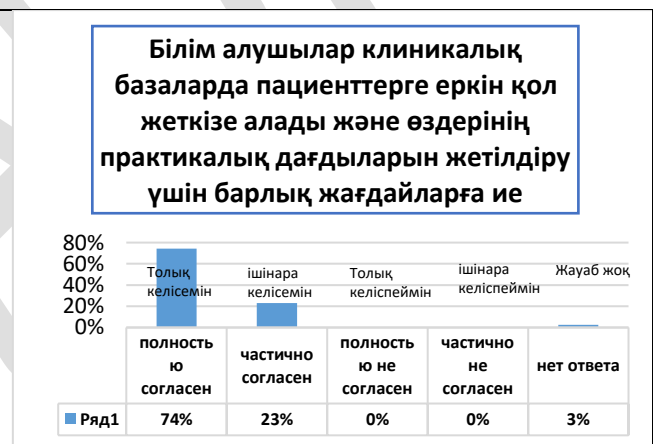 Білім алушылар клиникалық
базаларда пациенттерге еркін қол
жеткізе алады және өздерінің
практикалық дағдыларын жетілдіру
үшін барлық жағдайларға ие
80%
60%
40%
20%
0%
Толық
келісемін
ішінара
келісемін
Толық
келіспеймін
ішінара
келіспеймін
Жауаб жоқ
полность
ю
согласен
частично
согласен
полность
ю не
согласен
частично
не
согласен
нет ответа
Ряд1 74% 23% 0% 0% 3%